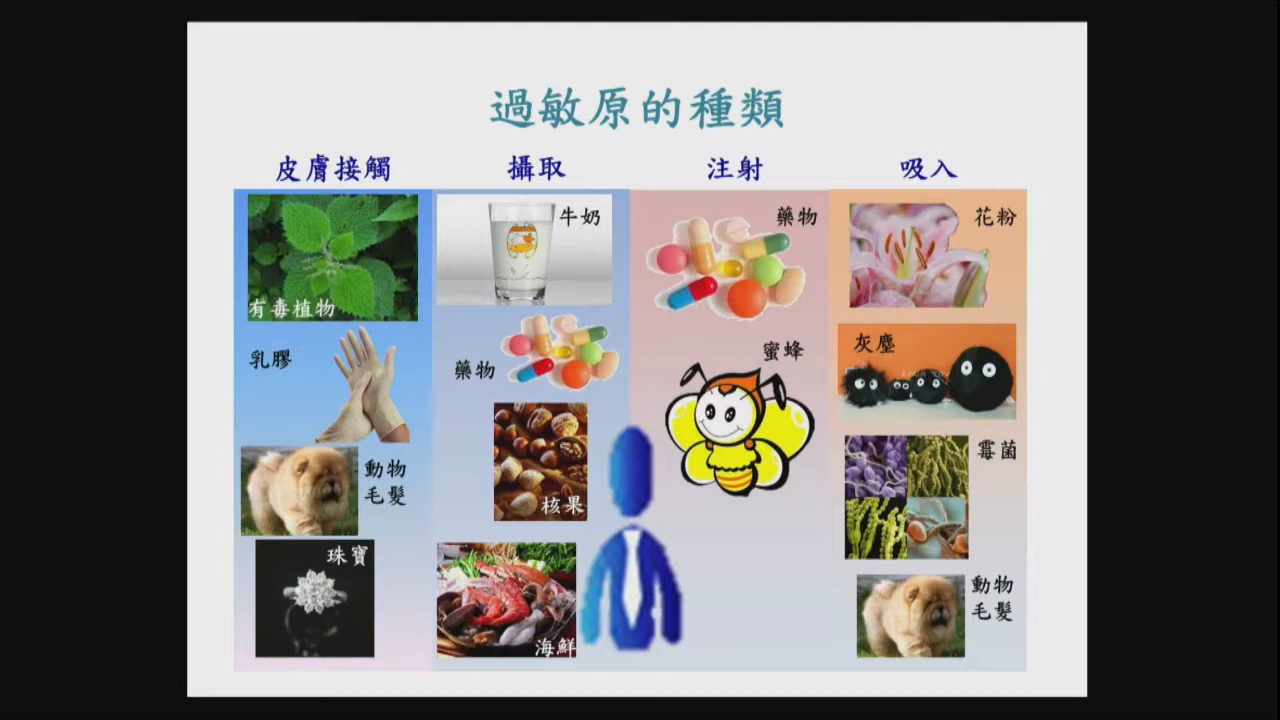 過敏原的種類
皮膚接觸
攝取
注射
吸入
有毒植物
乳膠
動物
毛髮
珠寶
牛奶
藥物
核果
海鮮
藥物
蜜蜂
花粉
灰塵
霉菌
動物
毛髮